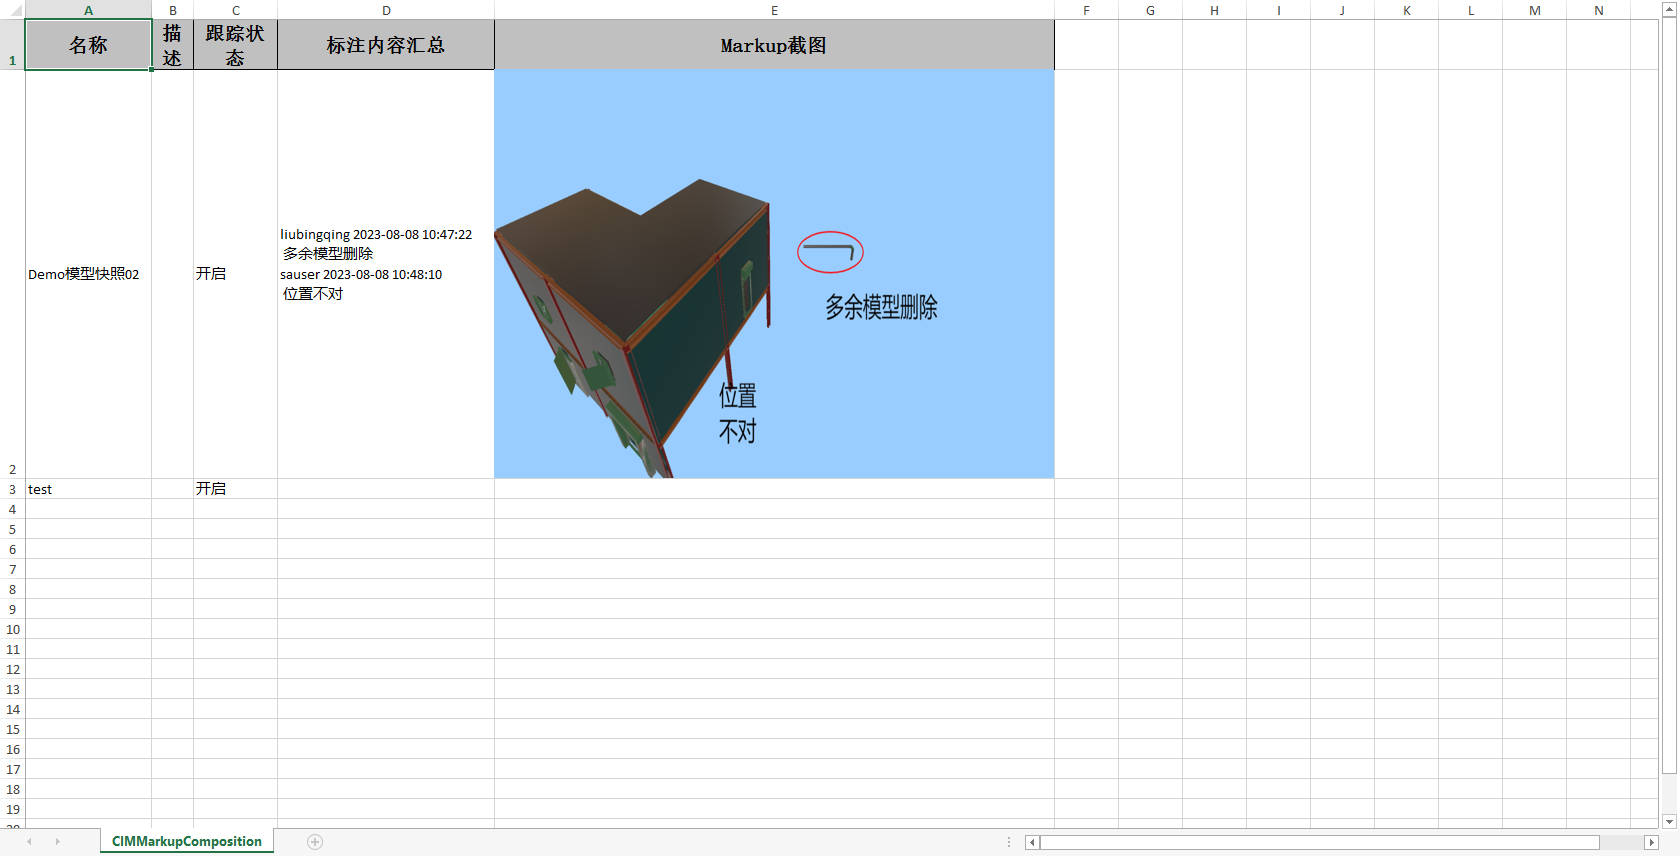 A B C D E F G H I J K L M N
1 名称 描述 跟踪状态 标注内容汇总 Markup截图
liubingqing 2023-08-08 10:47:22
多余模型删除
Demo模型快照02 开启 sauser 2023-08-08 10:48:10
位置不对
多余模型删除
位置
不对
2
3 test 开启
4
5
6
7
8
9
10
11
12
13
14
15
16
17
18
19
CIMMarkupComposition